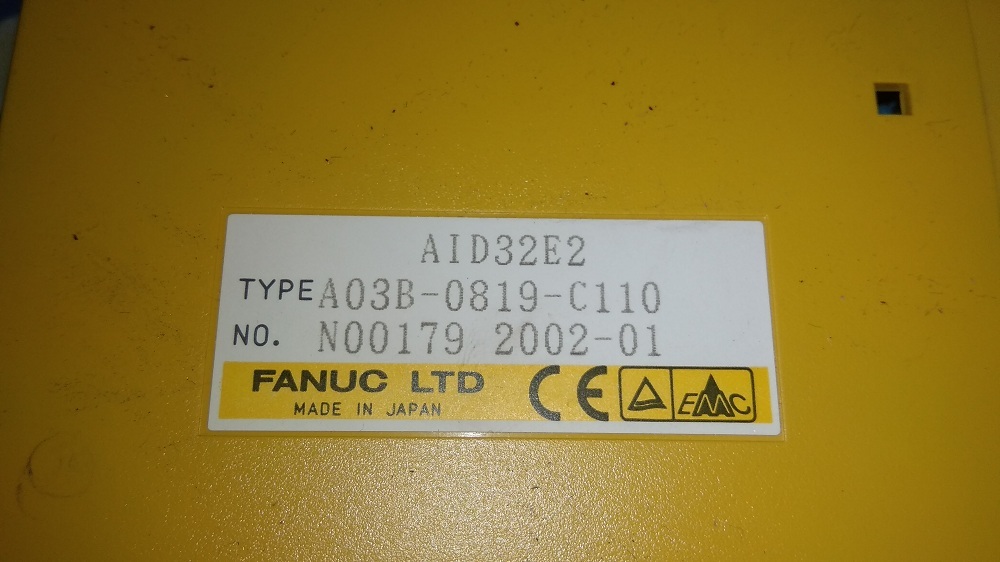 AID32E2
TYPE A03B-0819-C110
NO. N00179 2002-01
FANUC LTD CE
MADE IN JAPAN EMC